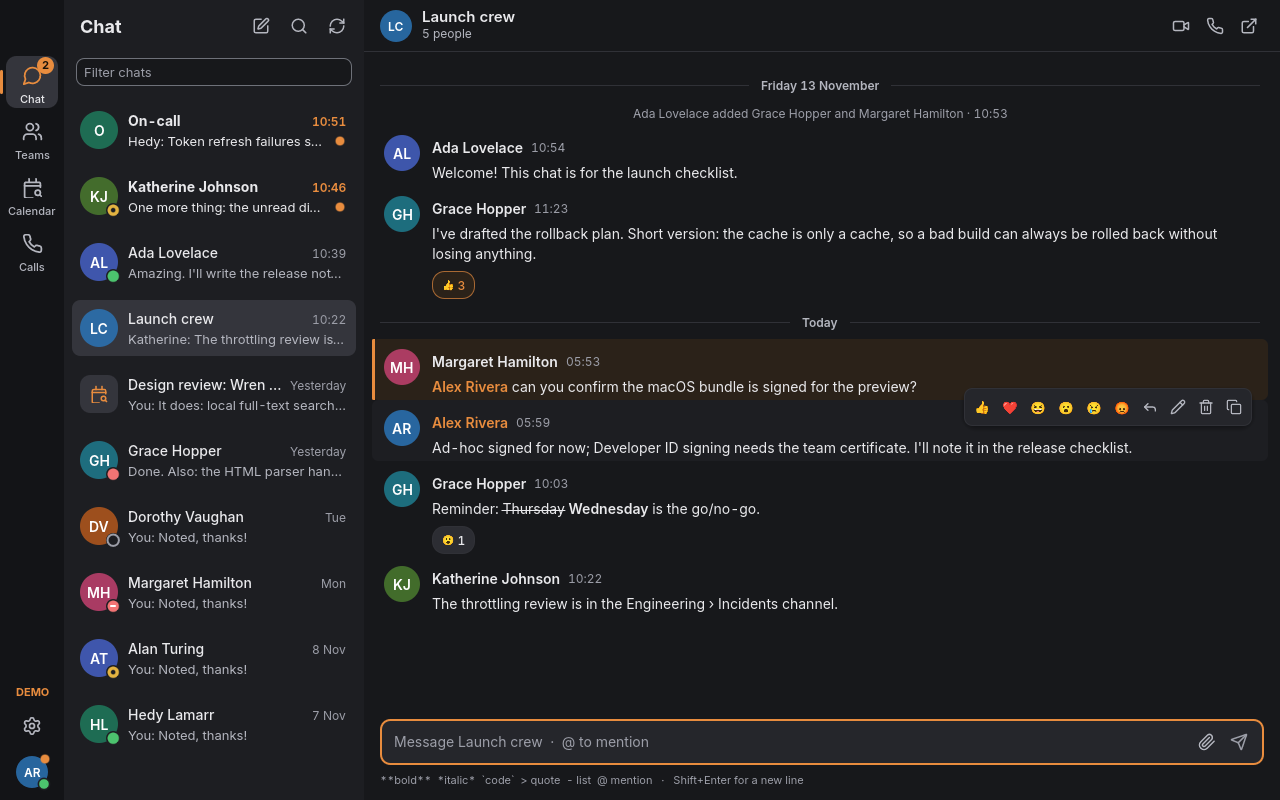 2
Chat
Teams
Calendar
Calls
DEMO
AR
Chat
Filter chats
O
On-call
10:51
Hedy: Token refresh failures s...
KJ
Katherine Johnson
10:46
One more thing: the unread di...
AL
Ada Lovelace
10:39
Amazing. I'll write the release not...
LC
Launch crew
10:22
Katherine: The throttling review is...
Design review: Wren ...
Yesterday
You: It does: local full-text search...
GH
Grace Hopper
Yesterday
Done. Also: the HTML parser han...
DV
Dorothy Vaughan
Tue
You: Noted, thanks!
MH
Margaret Hamilton
Mon
You: Noted, thanks!
AT
Alan Turing
8 Nov
You: Noted, thanks!
HL
Hedy Lamarr
7 Nov
You: Noted, thanks!
LC
Launch crew
5 people
Friday 13 November
Ada Lovelace added Grace Hopper and Margaret Hamilton · 10:53
AL
Ada Lovelace 10:54
Welcome! This chat is for the launch checklist.
GH
Grace Hopper 11:23
I've drafted the rollback plan. Short version: the cache is only a cache, so a bad build can always be rolled back without
losing anything.
👍 3
Today
MH
Margaret Hamilton 05:53
Alex Rivera can you confirm the macOS bundle is signed for the preview?
AR
Alex Rivera 05:59
Ad-hoc signed for now; Developer ID signing needs the team certificate. I'll note it in the release checklist.
GH
Grace Hopper 10:03
Reminder: Thursday Wednesday is the go/no-go.
😮 1
KJ
Katherine Johnson 10:22
The throttling review is in the Engineering › Incidents channel.
Message Launch crew · @ to mention
**bold** *italic* `code` > quote - list @ mention · Shift+Enter for a new line